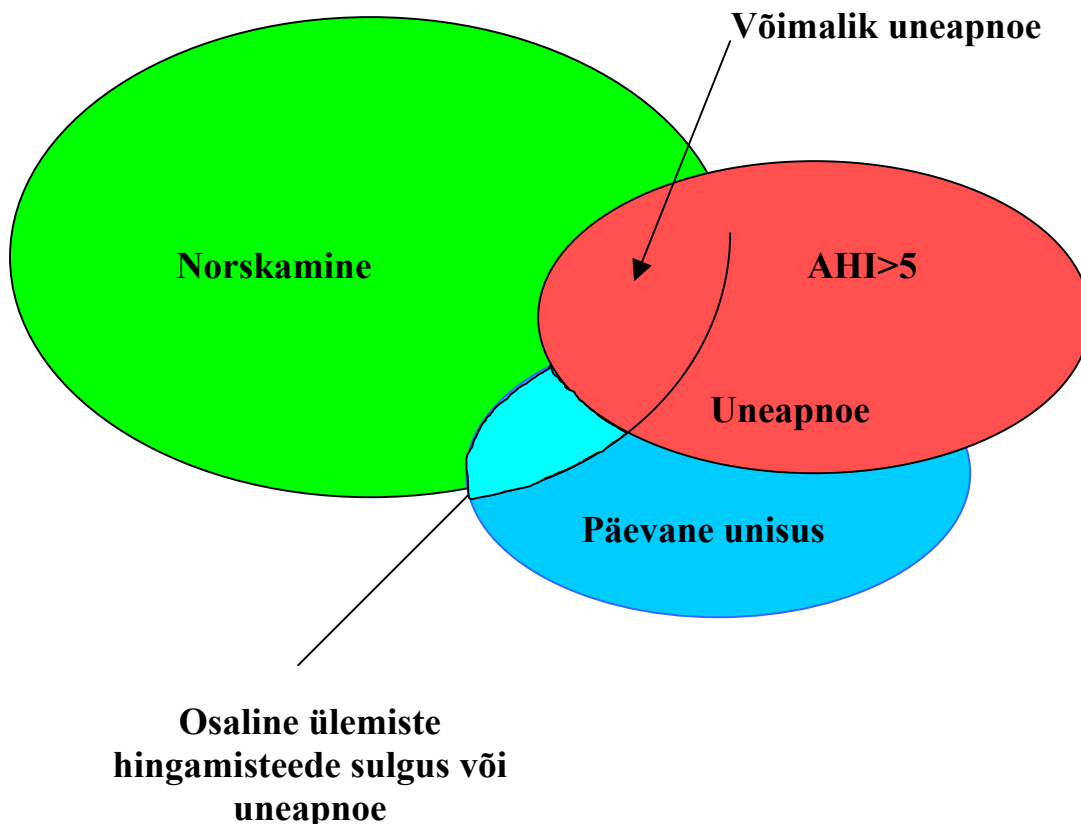 Võimalik uneapnoe
Norskamine
AHI>5
Uneapnoe
Päevane unisus
Osaline ülemiste
hingamisteede sulgus või
uneapnoe